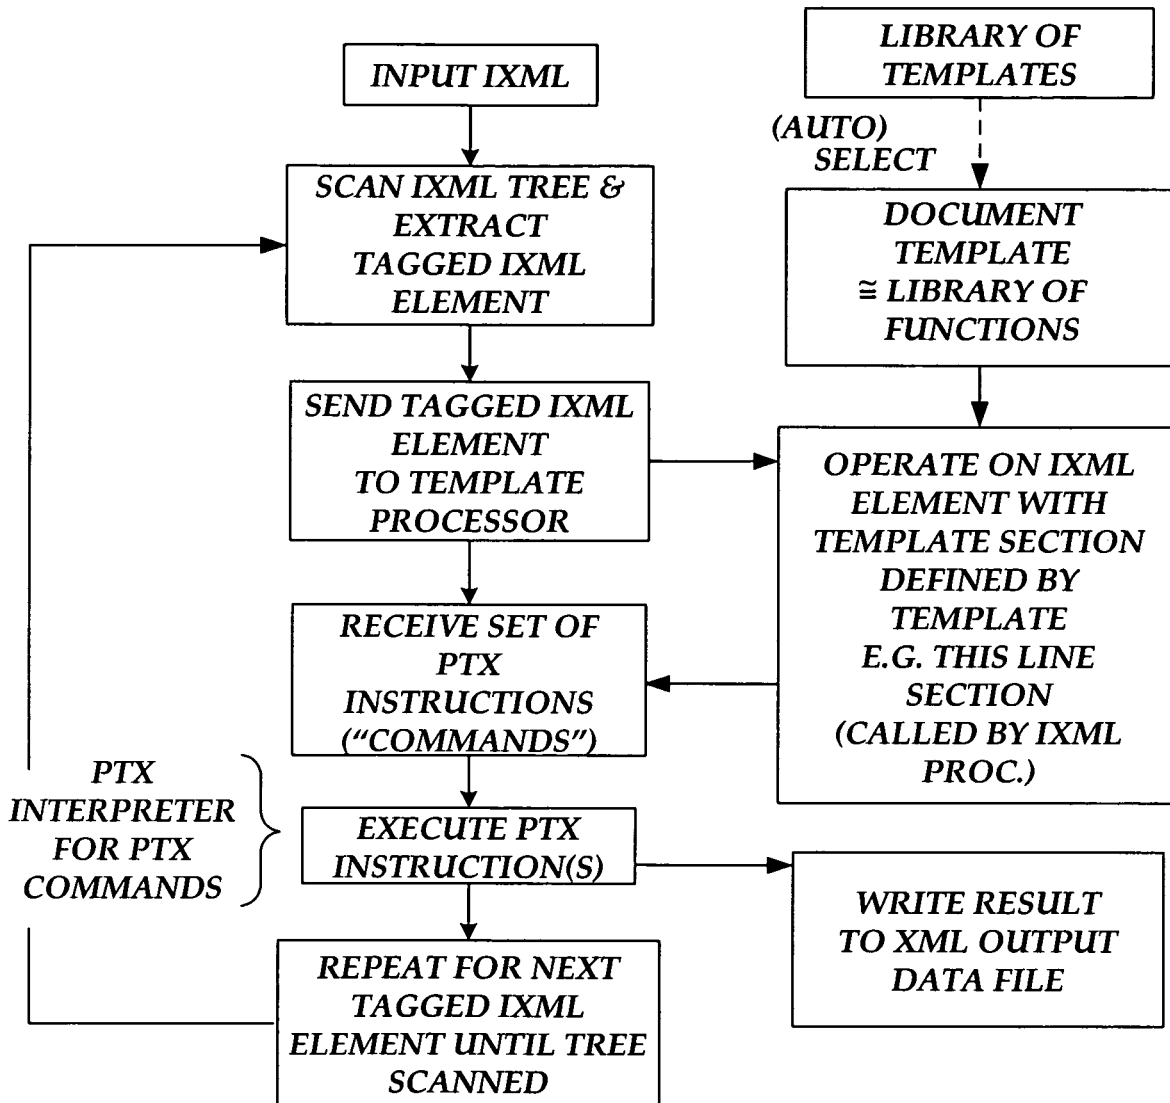 INPUT IXML
SCAN IXML TREE &
EXTRACT
TAGGED IXML
ELEMENT
SEND TAGGED IXML
ELEMENT
TO TEMPLATE
PROCESSOR
RECEIVE SET OF
PTX
INSTRUCTIONS
(“COMMANDS”)
PTX
INTERPRETER
FOR PTX
COMMANDS
EXECUTE PTX
INSTRUCTION(S)
REPEAT FOR NEXT
TAGGED IXML
ELEMENT UNTIL TREE
SCANNED
LIBRARY OF
TEMPLATES
(AUTO)
SELECT
DOCUMENT
TEMPLATE
≅ LIBRARY OF
FUNCTIONS
OPERATE ON IXML
ELEMENT WITH
TEMPLATE SECTION
DEFINED BY
TEMPLATE
E.G. THIS LINE
SECTION
(CALLED BY IXML
PROC.)
WRITE RESULT
TO XML OUTPUT
DATA FILE